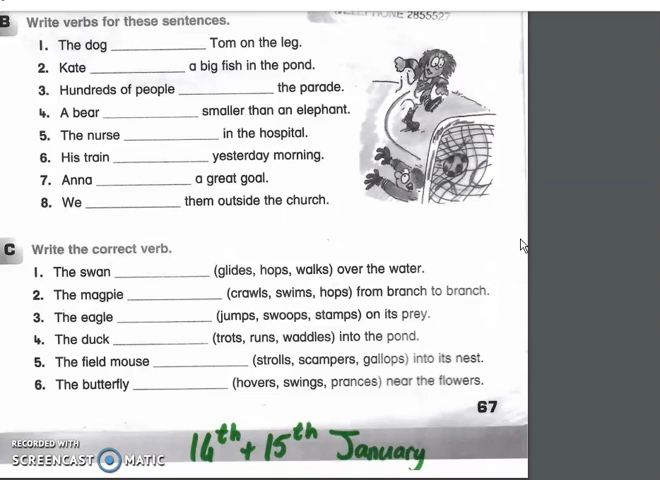 B Write verbs for these sentences.
TELEPHONE 2855527
1. The dog ______________ Tom on the leg.
2. Kate ______________ a big fish in the pond.
3. Hundreds of people ______________ the parade.
4. A bear ______________ smaller than an elephant.
5. The nurse ______________ in the hospital.
6. His train ______________ yesterday morning.
7. Anna ______________ a great goal.
8. We ______________ them outside the church.
C Write the correct verb.
1. The swan ______________ (glides, hops, walks) over the water.
2. The magpie ______________ (crawls, swims, hops) from branch to branch.
3. The eagle ______________ (jumps, swoops, stamps) on its prey.
4. The duck ______________ (trots, runs, waddles) into the pond.
5. The field mouse ______________ (strolls, scampers, gallops) into its nest.
6. The butterfly ______________ (hovers, swings, prances) near the flowers.
67
14th + 15th January
RECORDED WITH
SCREENCAST MATIC